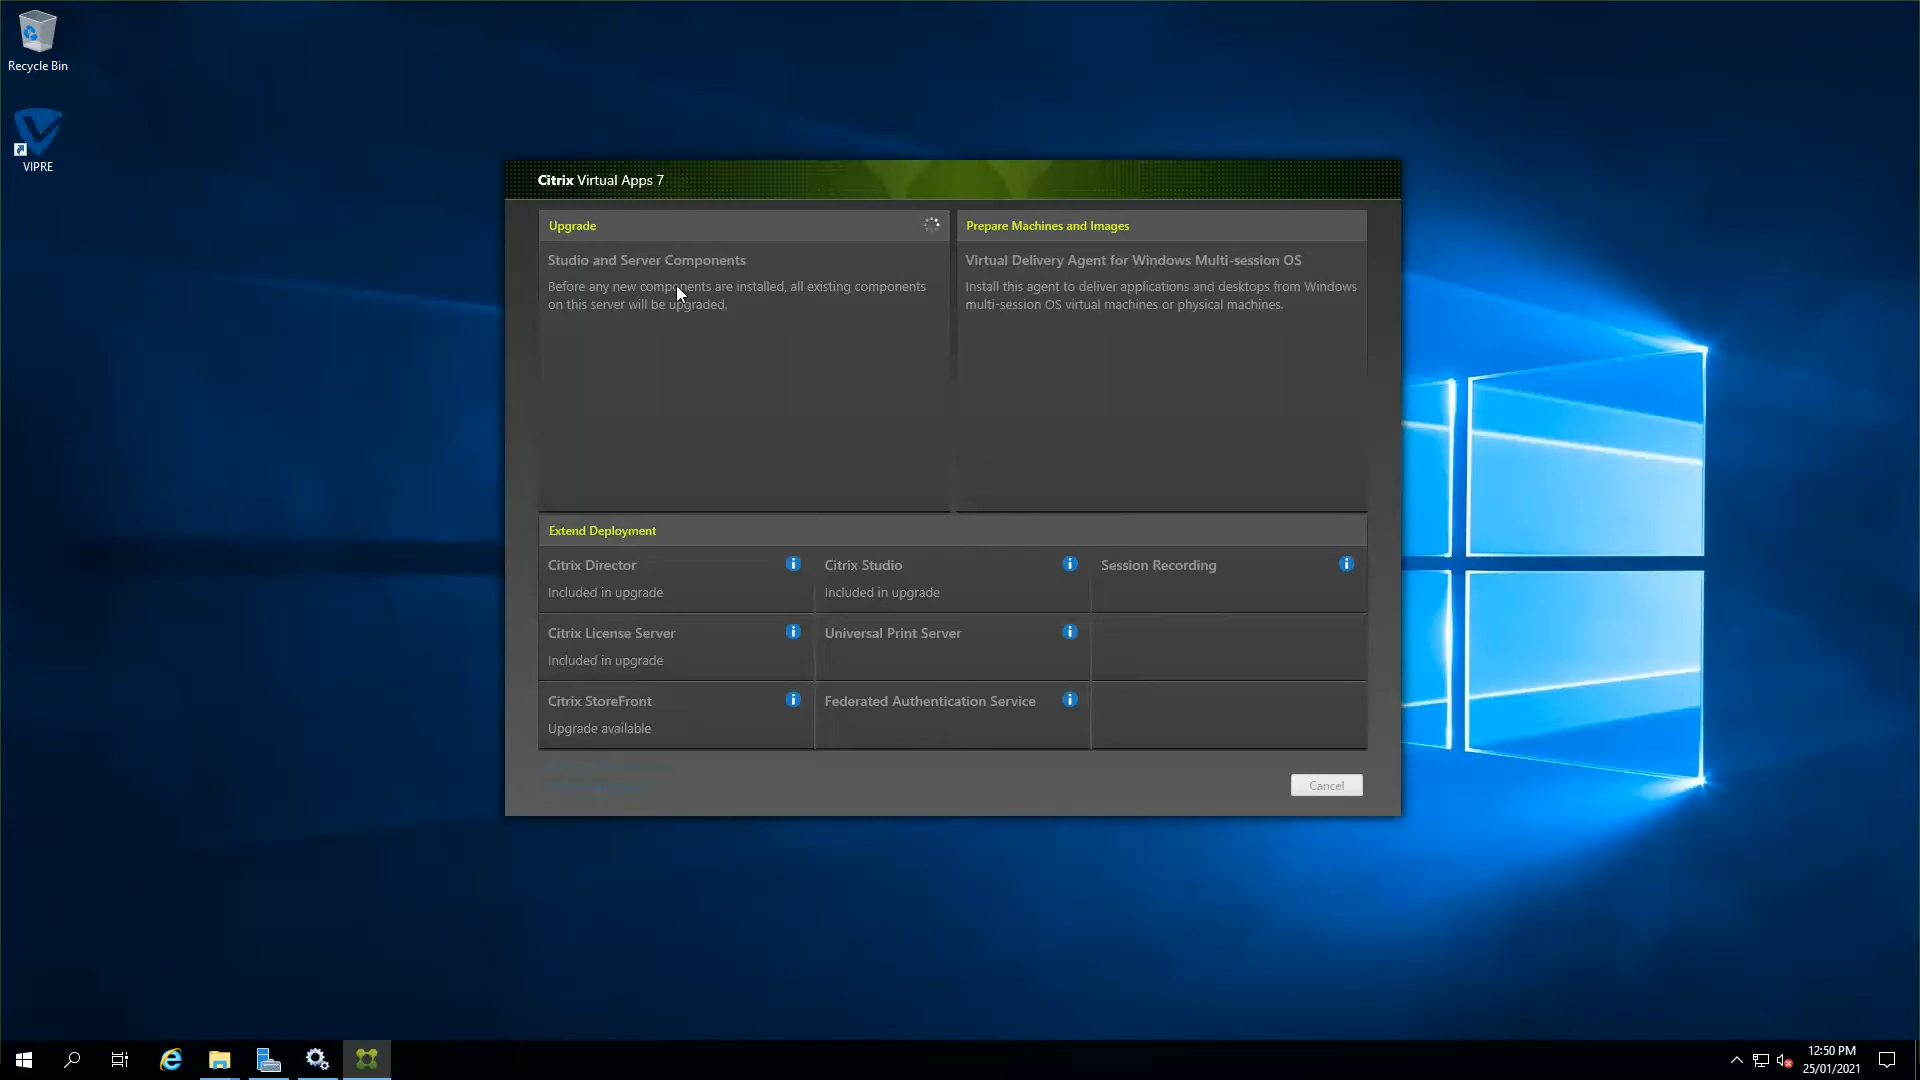 Recycle Bin
VIPRE
Citrix Virtual Apps 7
Upgrade
Studio and Server Components
Before any new components are installed, all existing components
on this server will be upgraded.
Prepare Machines and Images
Virtual Delivery Agent for Windows Multi-session OS
Install this agent to deliver applications and desktops from Windows
multi-session OS virtual machines or physical machines.
Extend Deployment
Citrix Director
Included in upgrade
Citrix Studio
Included in upgrade
Session Recording
Citrix License Server
Included in upgrade
Universal Print Server
Citrix StoreFront
Upgrade available
Federated Authentication Service
Cancel
12:50 PM
25/01/2021